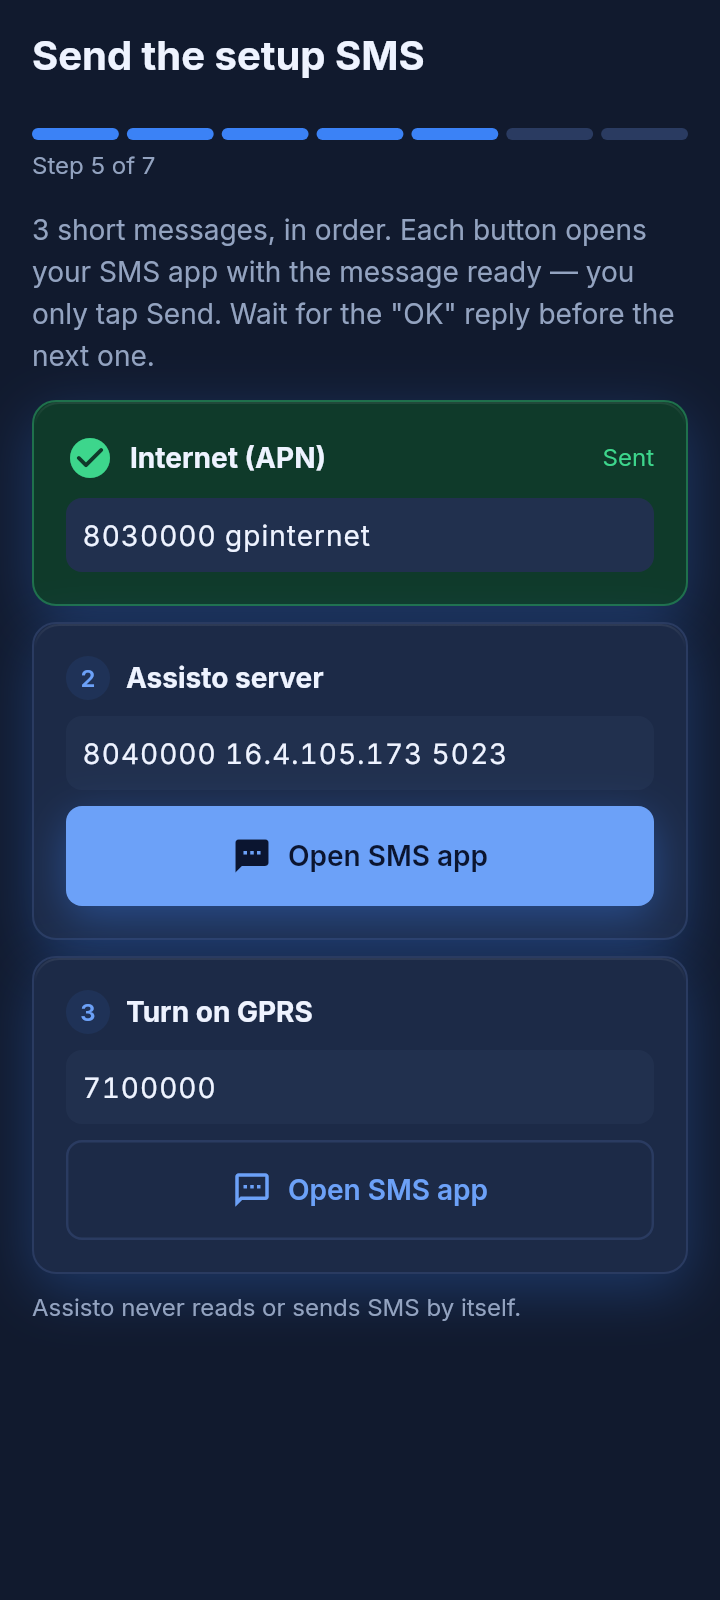 Send the setup SMS
Step 5 of 7
3 short messages, in order. Each button opens
your SMS app with the message ready — you
only tap Send. Wait for the "OK" reply before the
next one.
Internet (APN)
Sent
8030000 gpinternet
2
Assisto server
8040000 16.4.105.173 5023
Open SMS app
3
Turn on GPRS
7100000
Open SMS app
Assisto never reads or sends SMS by itself.